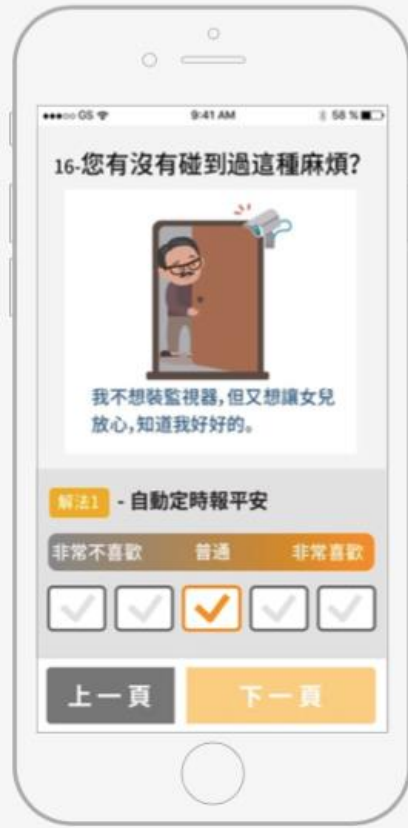 GS
9:41 AM
58 %
16-您有沒有碰到過這種麻煩?
我不想裝監視器,但又想讓女兒
放心,知道我好好的。
解法1 - 自動定時報平安
非常不喜歡 普通 非常喜歡
上一頁 下一頁